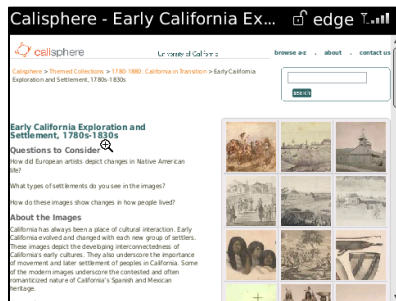 Calisphere - Early California Ex... edge
calisphere
University of California
browse a-z . about . contact us
Calisphere > Themed Collections > 1780-1880: California in Transition > Early California
Exploration and Settlement, 1780s-1830s
search
Early California Exploration and
Settlement, 1780s-1830s
Questions to Consider
How did European artists depict changes in Native American
life?
What types of settlements do you see in the images?
How do these images show changes in how people lived?
About the Images
California has always been a place of cultural interaction. Early
California evolved and changed with each new group of settlers.
These images depict the developing interconnectedness of
California's early cultures. They also underscore the importance
of movement and later settlement of peoples in California. Some
of the modern images underscore the contested and often
romanticized nature of California's Spanish and Mexican
heritage.